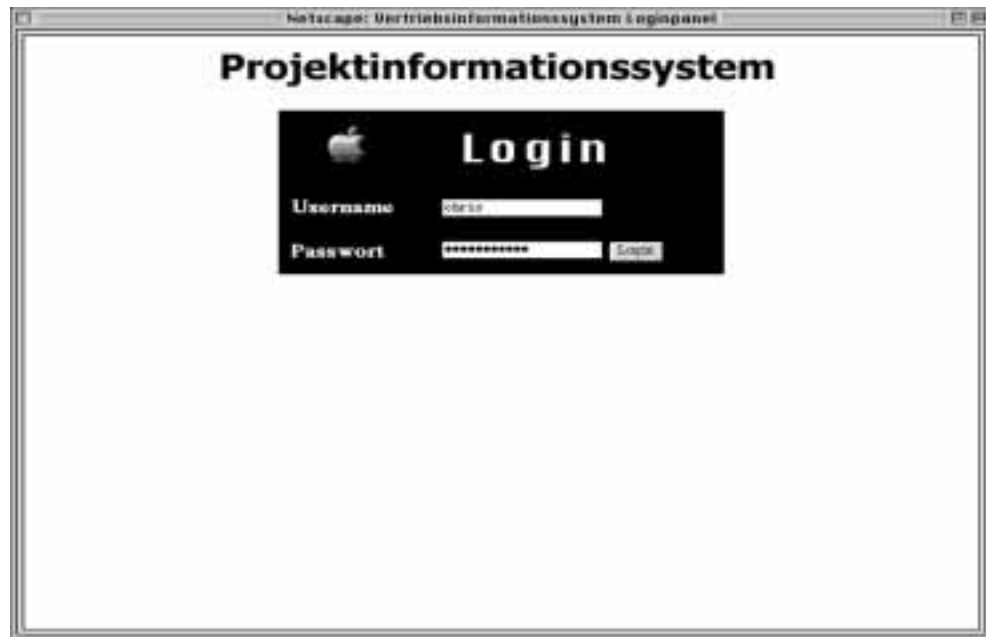 Netscape: Vertriebsinformationssystem Loginpanel
Projektinformationssystem
Login
Username chris
Passwort *********** Login